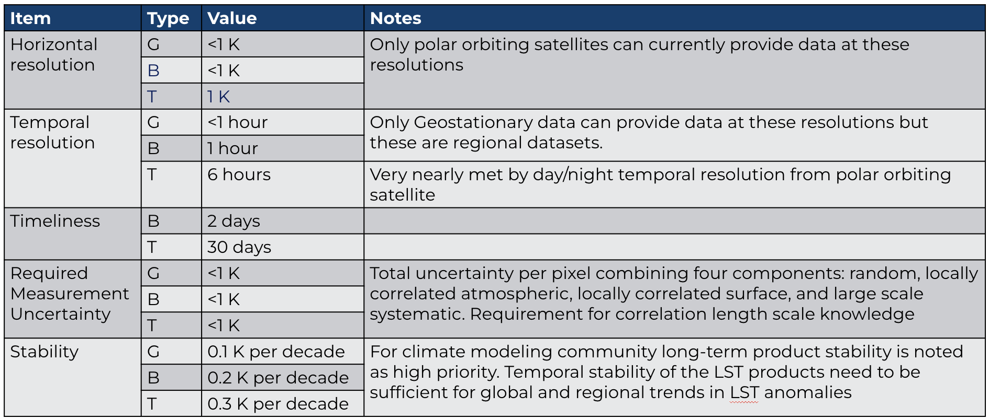 Item Type Value Notes
Horizontal resolution G <1 K Only polar orbiting satellites can currently provide data at these
resolutions
B <1 K
T 1 K
Temporal resolution G <1 hour Only Geostationary data can provide data at these resolutions but
these are regional datasets.
B 1 hour
T 6 hours Very nearly met by day/night temporal resolution from polar orbiting
satellite
Timeliness B 2 days
T 30 days
Required Measurement Uncertainty G <1 K Total uncertainty per pixel combining four components: random, locally
correlated atmospheric, locally correlated surface, and large scale
systematic. Requirement for correlation length scale knowledge
B <1 K
T <1 K
Stability G 0.1 K per decade For climate modeling community long-term product stability is noted
as high priority. Temporal stability of the LST products need to be
sufficient for global and regional trends in LST anomalies
B 0.2 K per decade
T 0.3 K per decade